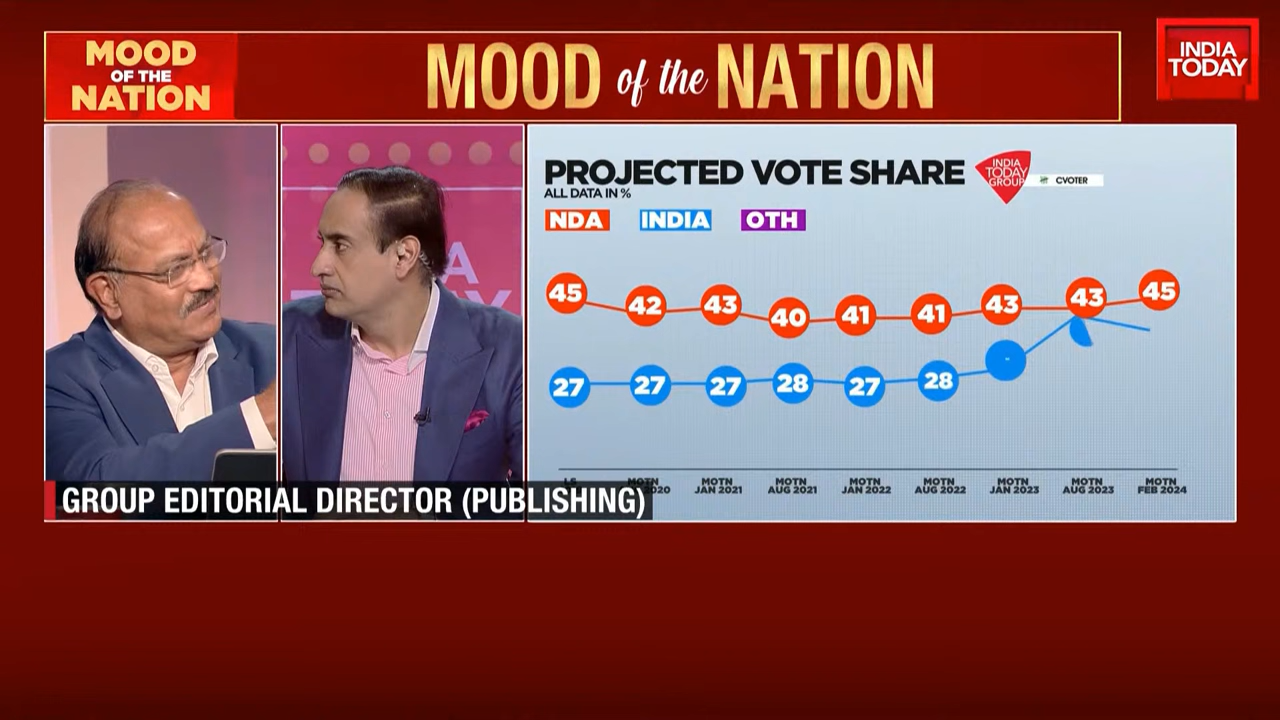 MOOD
OF THE
NATION
MOOD of the NATION
INDIA
TODAY
PROJECTED VOTE SHARE
INDIA
TODAY
GROUP
CVOTER
ALL DATA IN %
NDA INDIA OTH
45 42 43 40 41 41 43 43 45
27 27 27 28 27 28
LS
MOTN
2020
MOTN
JAN 2021
MOTN
AUG 2021
MOTN
JAN 2022
MOTN
AUG 2022
MOTN
JAN 2023
MOTN
AUG 2023
MOTN
FEB 2024
GROUP EDITORIAL DIRECTOR (PUBLISHING)